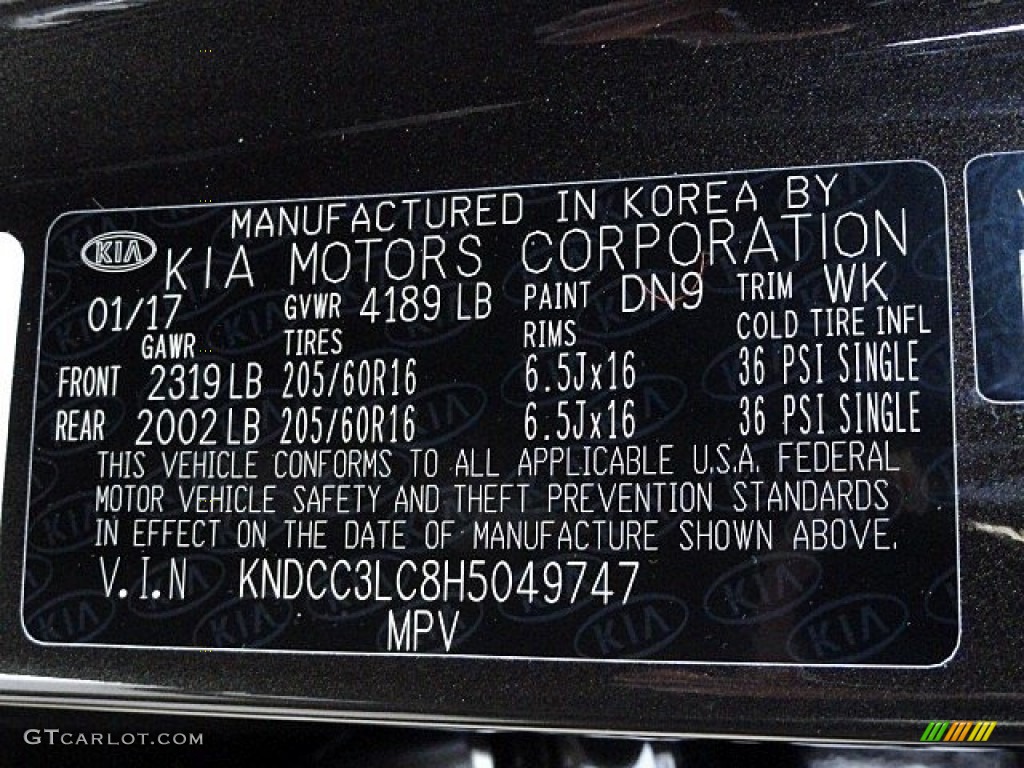 MANUFACTURED IN KOREA BY
KIA KIA MOTORS CORPORATION
01/17 GVWR 4189 LB PAINT DN9 TRIM WK
GAWR TIRES RIMS COLD TIRE INFL
FRONT 2319 LB 205/60R16 6.5Jx16 36 PSI SINGLE
REAR 2002 LB 205/60R16 6.5Jx16 36 PSI SINGLE
THIS VEHICLE CONFORMS TO ALL APPLICABLE U.S.A. FEDERAL
MOTOR VEHICLE SAFETY AND THEFT PREVENTION STANDARDS
IN EFFECT ON THE DATE OF MANUFACTURE SHOWN ABOVE.
V.I.N KNDCC3LC8H5049747
MPV
GTCARLOT.COM